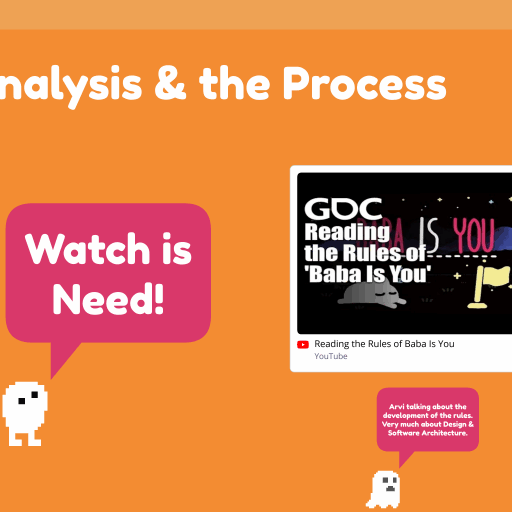 nalysis & the Process
Watch is
Need!
GDC
Reading
the Rules of
'Baba Is You'
BABA IS YOU
Reading the Rules of Baba Is You
YouTube
Arvi talking about the
development of the rules.
Very much about Design &
Software Architecture.